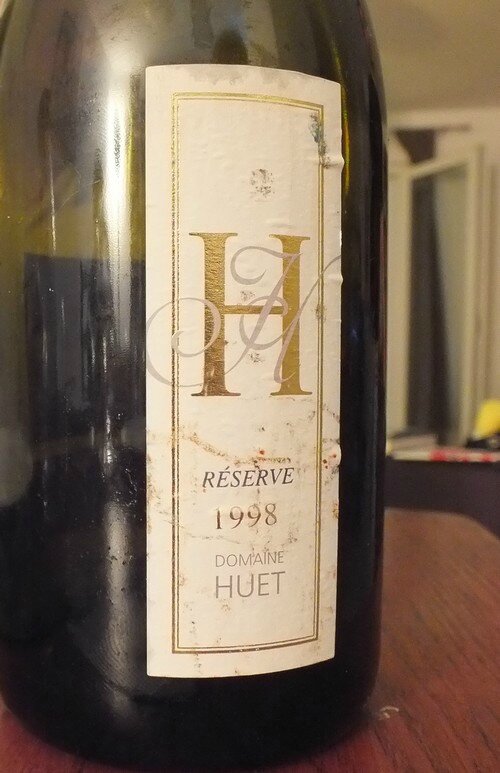 H
H
RÉSERVE
1998
DOMAINE
HUET